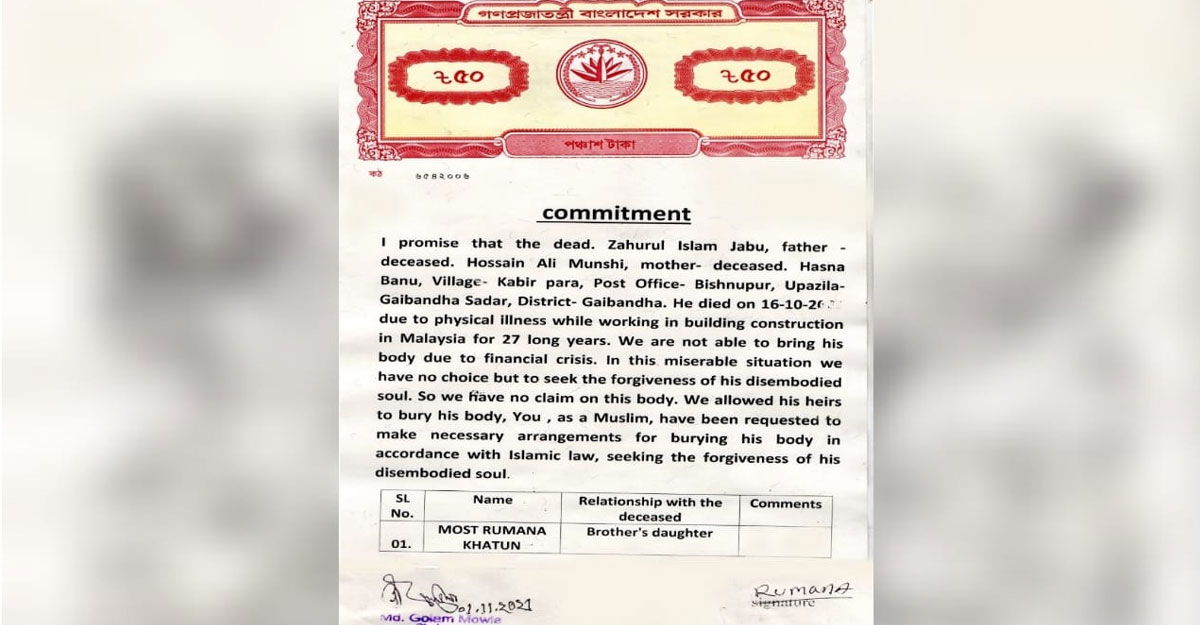 গণপ্রজাতন্ত্রী বাংলাদেশ সরকার
৳৫০ ৳৫০
পঞ্চাশ টাকা
কঠ ৬৫৪২০০৬
commitment
I promise that the dead. Zahurul Islam Jabu, father -
deceased. Hossain Ali Munshi, mother- deceased. Hasna
Banu, Village- Kabir para, Post Office- Bishnupur, Upazila-
Gaibandha Sadar, District- Gaibandha. He died on
due to physical illness while working in building construction
in Malaysia for 27 long years. We are not able to bring his
body due to financial crisis. In this miserable situation we
have no choice but to seek the forgiveness of his disembodied
soul. So we have no claim on this body. We allowed his heirs
to bury his body, You , as a Muslim, have been requested to
make necessary arrangements for burying his body in
accordance with Islamic law, seeking the forgiveness of his
disembodied soul.
SL No. Name Relationship with the deceased Comments
01. MOST RUMANA KHATUN Brother's daughter
01.11.2021 RUMANA
Md. Golam Mowla signature